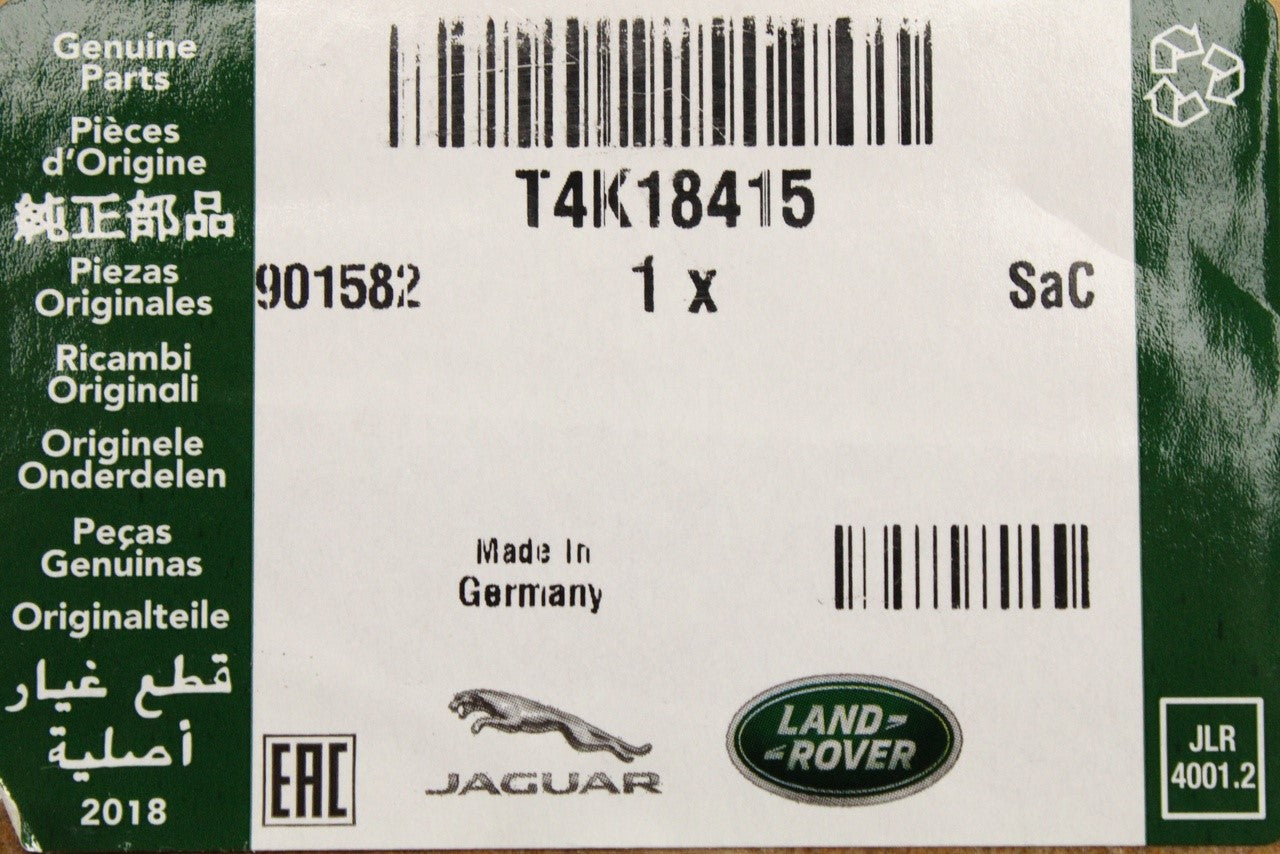 Genuine
Parts
Pièces
d'Origine
純正部品
Piezas
Originales
Ricambi
Originali
Originele
Onderdelen
Peças
Genuinas
Originalteile
قطع غيار
أصلية
2018
T4K18415
901582 1 x SaC
Made In
Germany
EAC
JAGUAR
LAND
ROVER
JLR
4001.2